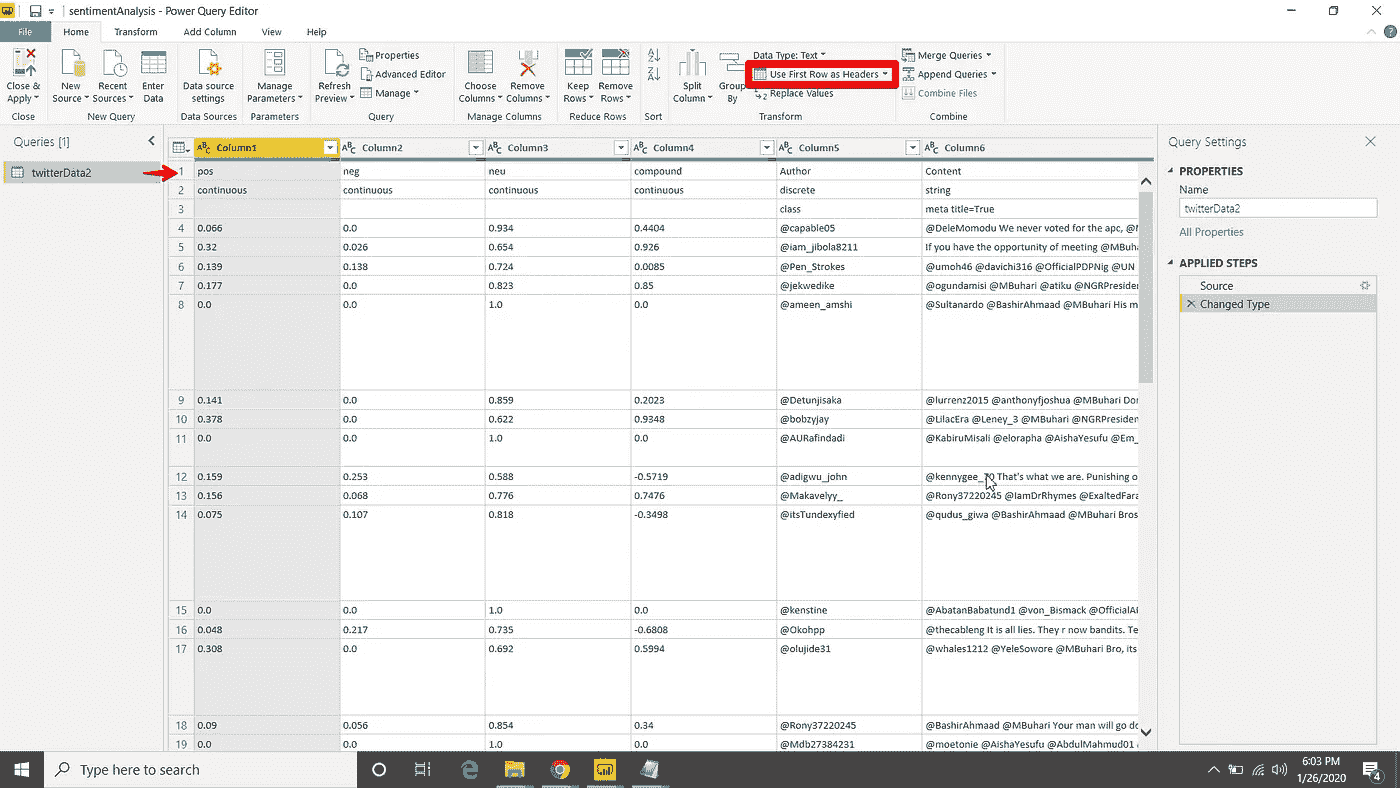 sentimentAnalysis - Power Query Editor
File Home Transform Add Column View Help
Close & Apply
New Source
Recent Sources
Enter Data
Data source settings
Manage Parameters
Refresh Preview
Properties
Advanced Editor
Manage
Choose Columns
Remove Columns
Keep Rows
Remove Rows
Split Column
Group By
Data Type: Text
Use First Row as Headers
Replace Values
Merge Queries
Append Queries
Combine Files
Close New Query Data Sources Parameters Query Manage Columns Reduce Rows Sort Transform Combine
Queries [1]
twitterData2
Column1 Column2 Column3 Column4 Column5 Column6
1 pos neg neu compound Author Content
2 continuous continuous continuous continuous discrete string
3 class meta title=True
4 0.066 0.0 0.934 0.4404 @capable05 @DeleMomodu We never voted for the apc,
5 0.32 0.026 0.654 0.926 @iam_jibola8211 If you have the opportunity of meeting @MBuha
6 0.139 0.138 0.724 0.0085 @Pen_Strokes @umoh46 @davichi316 @OfficialPDPNig @UN
7 0.177 0.0 0.823 0.85 @jekwedike @ogundamisi @MBuhari @atiku @NGRPresiden
8 0.0 0.0 1.0 0.0 @ameen_amshi @Sultanardo @BashirAhmaad @MBuhari His m
9 0.141 0.0 0.859 0.2023 @Detunjisaka @lurrenz2015 @anthonyfjoshua @MBuhari Dor
10 0.378 0.0 0.622 0.9348 @bobzyjay @LilacEra @Leney_3 @MBuhari @NGRPresiden
11 0.0 0.0 1.0 0.0 @AURafindadi @KabiruMisali @elorapha @AishaYesufu @Em_
12 0.159 0.253 0.588 -0.5719 @adigwu_john @kennygee_70 That's what we are. Punishing o
13 0.156 0.068 0.776 0.7476 @Makavelyy_ @Rony37220245 @IamDrRhymes @ExaltedFara
14 0.075 0.107 0.818 -0.3498 @itsTundexyfied @qudus_giwa @BashirAhmaad @MBuhari Bros
15 0.0 0.0 1.0 0.0 @kenstine @AbatanBabatund1 @von_Bismack @OfficialAP
16 0.048 0.217 0.735 -0.6808 @Okohpp @thecableng It is all lies. They r now bandits. Te
17 0.308 0.0 0.692 0.5994 @olujide31 @whales1212 @YeleSowore @MBuhari Bro, its
18 0.09 0.056 0.854 0.34 @Rony37220245 @BashirAhmaad @MBuhari Your man will go do
19 0.0 0.0 1.0 0.0 @Mdb27384231 @moetonie @AishaYesufu @AbdulMahmud01
Query Settings
PROPERTIES
Name
twitterData2
All Properties
APPLIED STEPS
Source
Changed Type
Type here to search
6:03 PM
1/26/2020
4